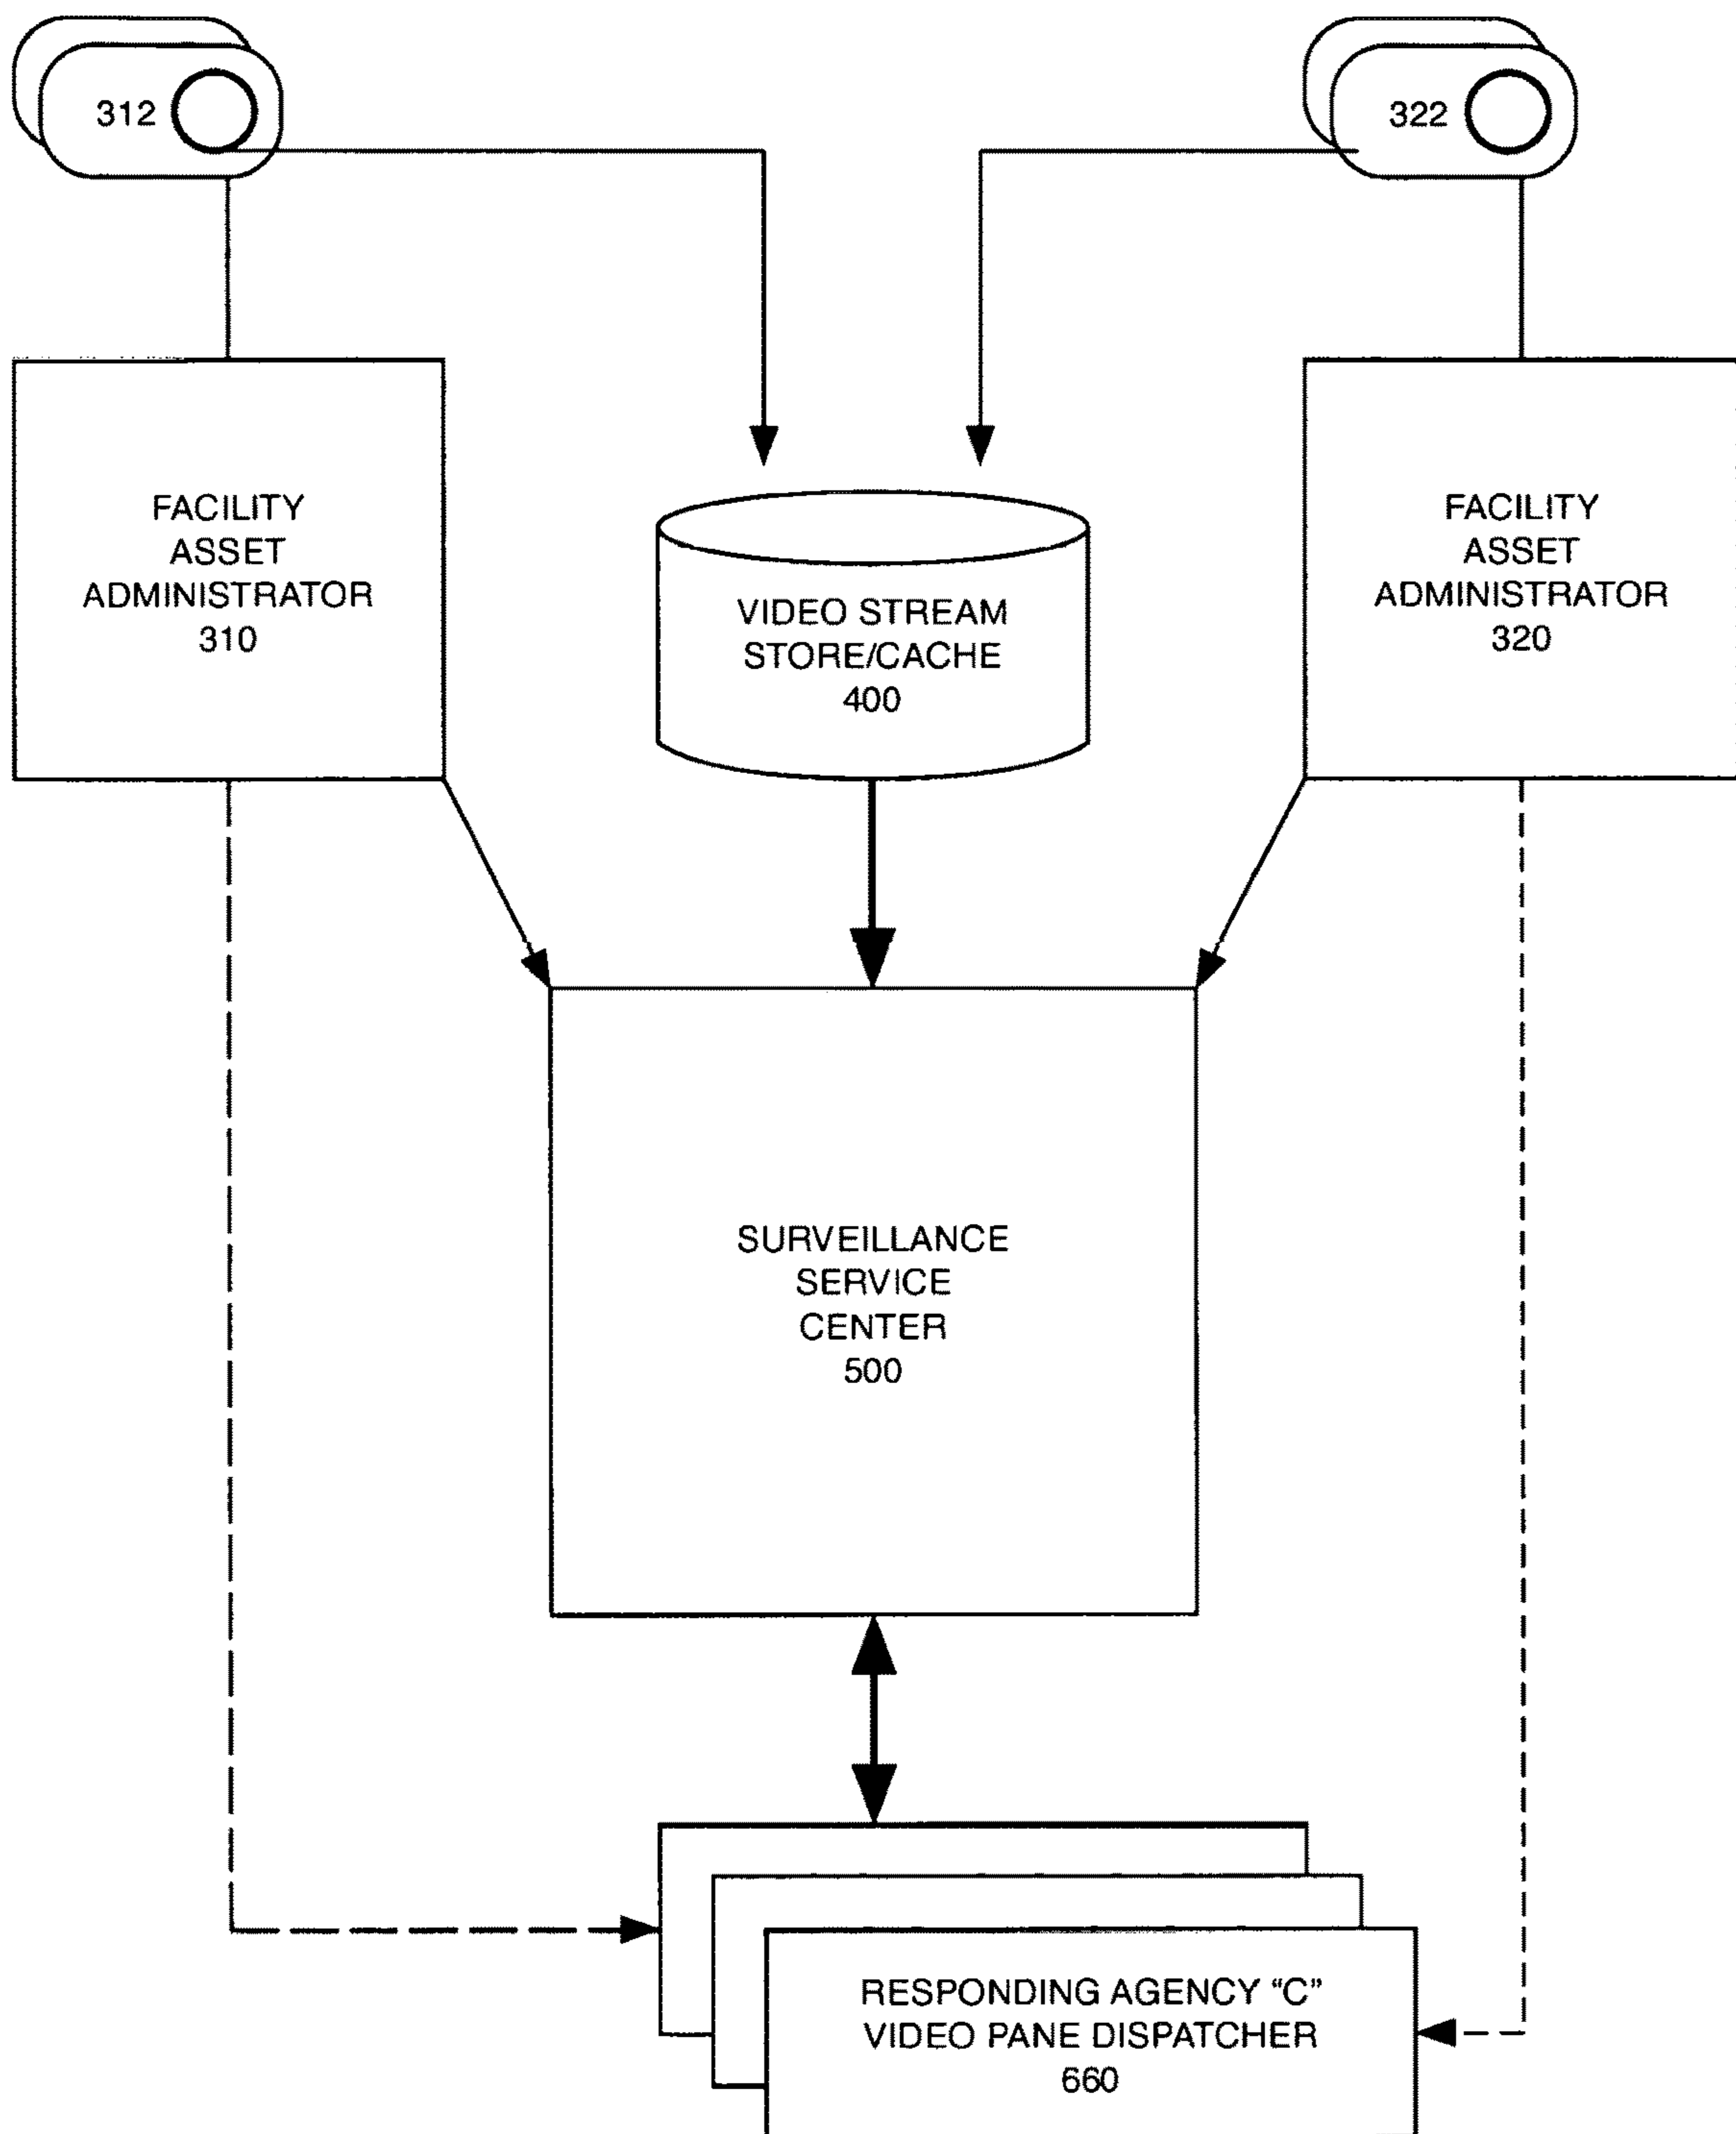 312
322
FACILITY
ASSET
ADMINISTRATOR
310
VIDEO STREAM
STORE/CACHE
400
FACILITY
ASSET
ADMINISTRATOR
320
SURVEILLANCE
SERVICE
CENTER
500
RESPONDING AGENCY “C”
VIDEO PANE DISPATCHER
660